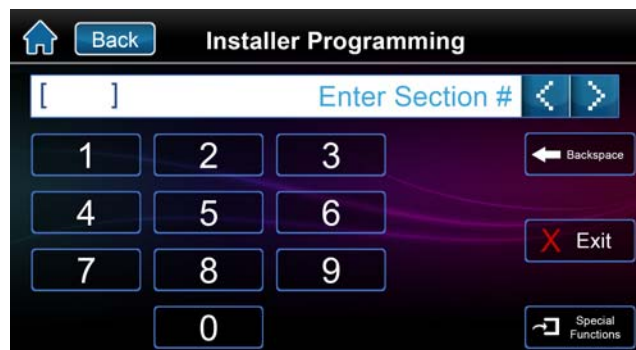 Back Installer Programming
[ ] Enter Section #
1 2 3 Backspace
4 5 6
X Exit
7 8 9
0 Special
Functions